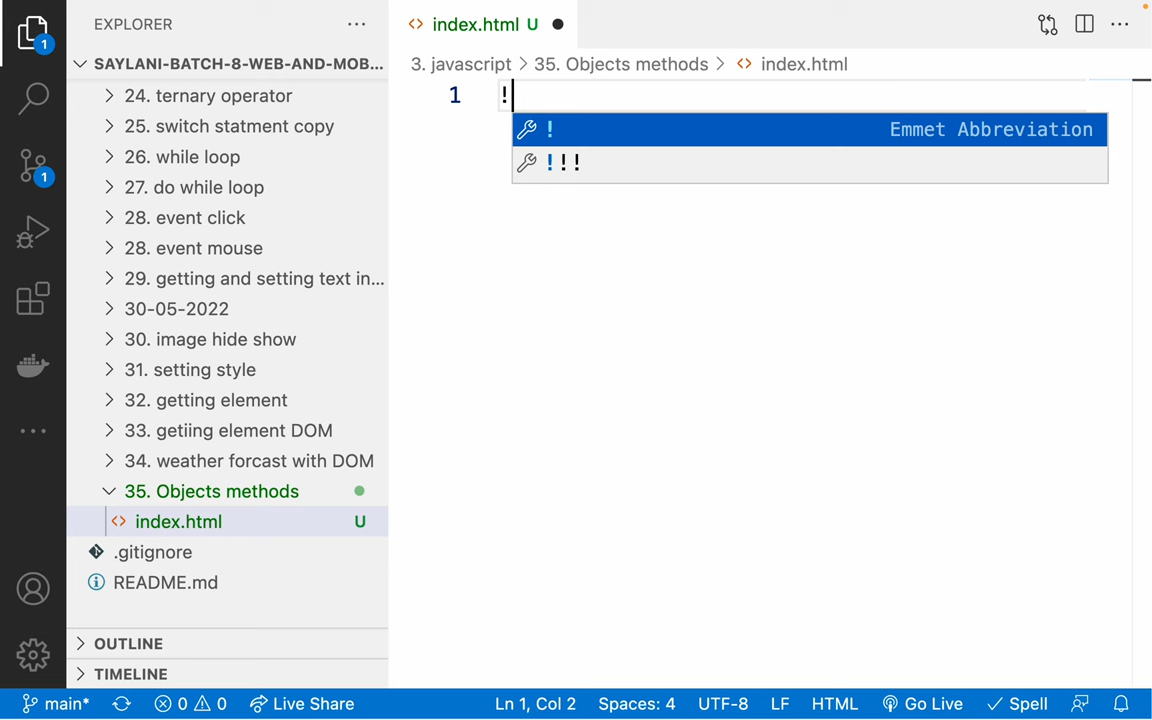 EXPLORER
SAYLANI-BATCH-8-WEB-AND-MOB...
24. ternary operator
25. switch statment copy
26. while loop
27. do while loop
28. event click
28. event mouse
29. getting and setting text in...
30-05-2022
30. image hide show
31. setting style
32. getting element
33. getiing element DOM
34. weather forcast with DOM
35. Objects methods
index.html U
.gitignore
README.md
OUTLINE
TIMELINE
1
1
index.html U
3. javascript > 35. Objects methods > index.html
1 !
! Emmet Abbreviation
!!!
main* 0 0 Live Share Ln 1, Col 2 Spaces: 4 UTF-8 LF HTML Go Live Spell